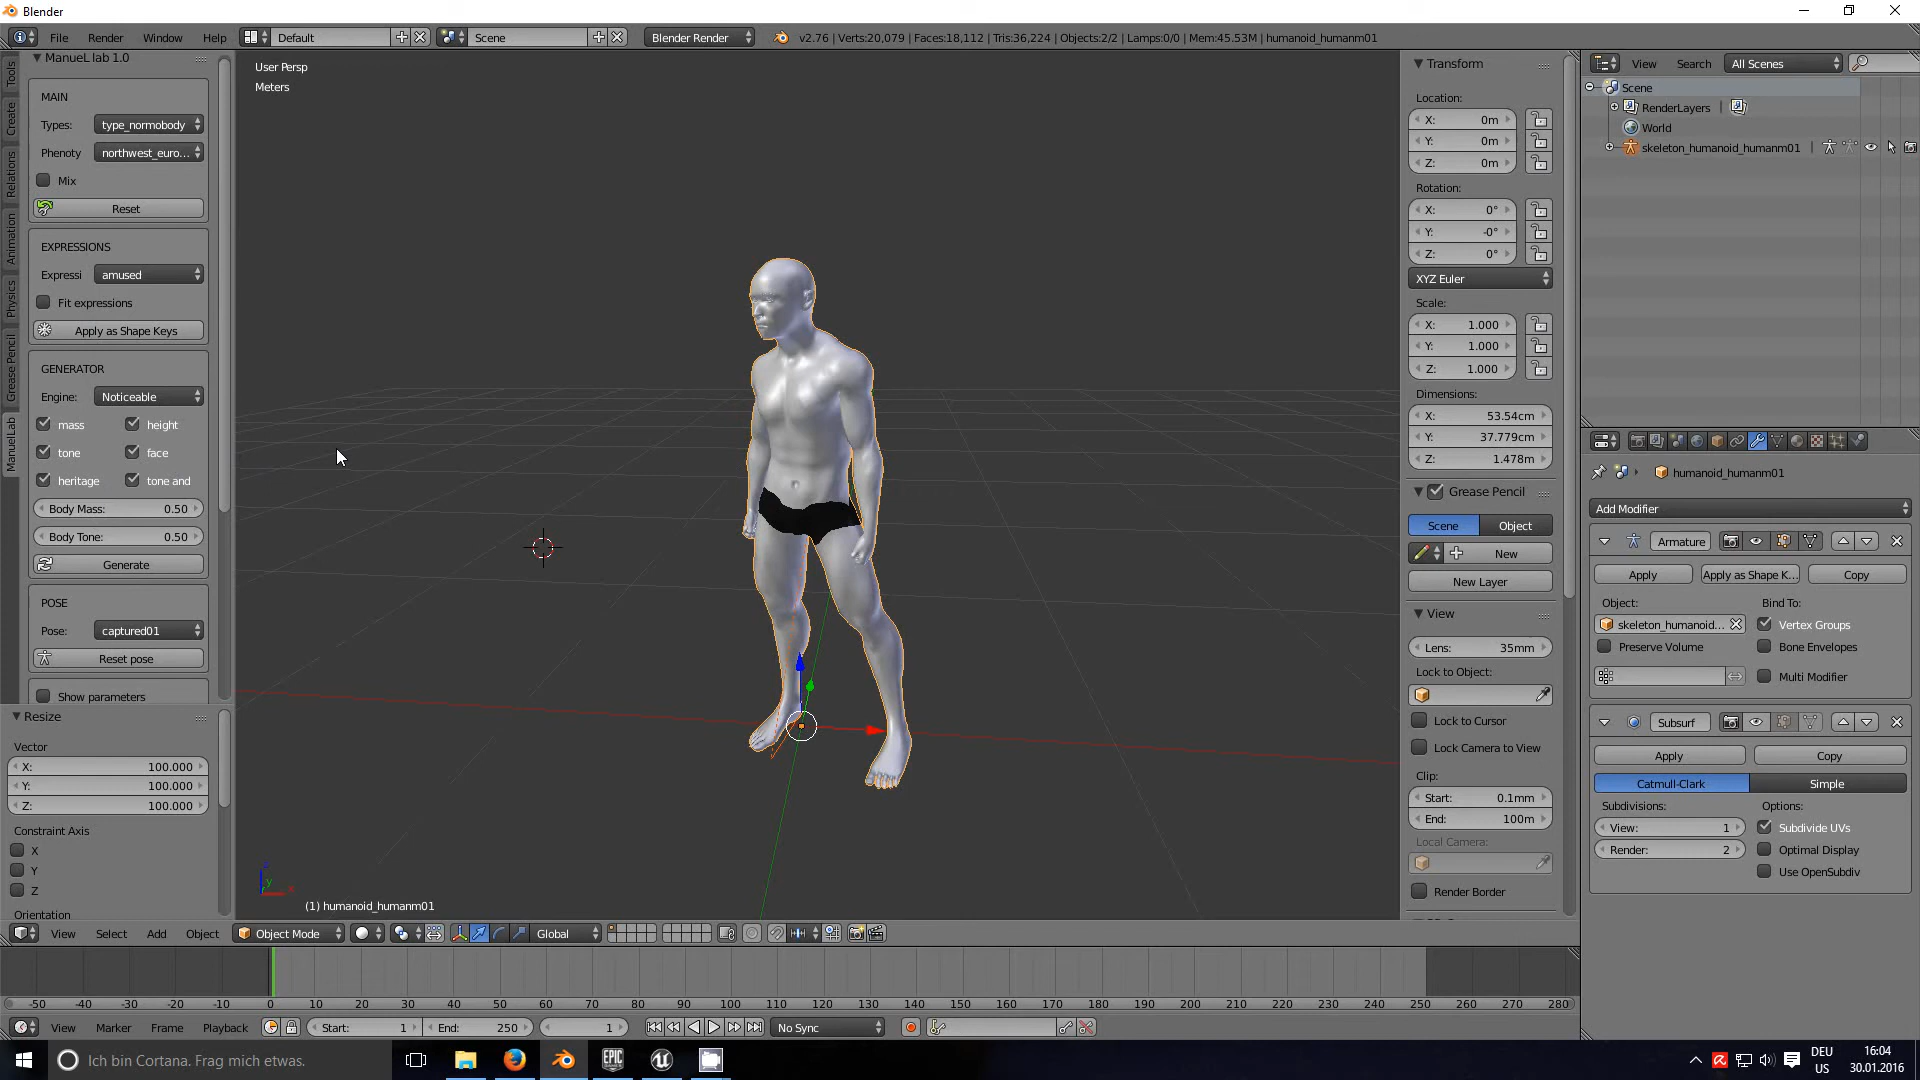 Blender
File Render Window Help Default Scene Blender Render v2.76 | Verts:20,079 | Faces:18,112 | Tris:36,224 | Objects:2/2 | Lamps:0/0 | Mem:45.53M | humanoid_humanm01
ManueL lab 1.0
Tools
Create
Relations
Animation
Physics
Grease Pencil
ManuelLab
MAIN
Types: type_normobody
Phenoty northwest_euro...
Mix
Reset
EXPRESSIONS
Expressi amused
Fit expressions
Apply as Shape Keys
GENERATOR
Engine: Noticeable
mass height
tone face
heritage tone and
Body Mass: 0.50
Body Tone: 0.50
Generate
POSE
Pose: captured01
Reset pose
Show parameters
Resize
Vector
X: 100.000
Y: 100.000
Z: 100.000
Constraint Axis
X
Y
Z
Orientation
User Persp
Meters
(1) humanoid_humanm01
Transform
Location:
X: 0m
Y: 0m
Z: 0m
Rotation:
X: 0°
Y: -0°
Z: 0°
XYZ Euler
Scale:
X: 1.000
Y: 1.000
Z: 1.000
Dimensions:
X: 53.54cm
Y: 37.779cm
Z: 1.478m
Grease Pencil
Scene Object
New
New Layer
View
Lens: 35mm
Lock to Object:
Lock to Cursor
Lock Camera to View
Clip:
Start: 0.1mm
End: 100m
Local Camera:
Render Border
View Search All Scenes
Scene
RenderLayers
World
skeleton_humanoid_humanm01
humanoid_humanm01
Add Modifier
Armature
Apply Apply as Shape K... Copy
Object: Bind To:
skeleton_humanoid... Vertex Groups
Preserve Volume Bone Envelopes
Multi Modifier
Subsurf
Apply Copy
Catmull-Clark Simple
Subdivisions: Options:
View: 1 Subdivide UVs
Render: 2 Optimal Display
Use OpenSubdiv
View Select Add Object Object Mode Global
-50 -40 -30 -20 -10 0 10 20 30 40 50 60 70 80 90 100 110 120 130 140 150 160 170 180 190 200 210 220 230 240 250 260 270 280
View Marker Frame Playback Start: 1 End: 250 1 No Sync
Ich bin Cortana. Frag mich etwas.
EPIC GAMES
DEU 16:04
US 30.01.2016